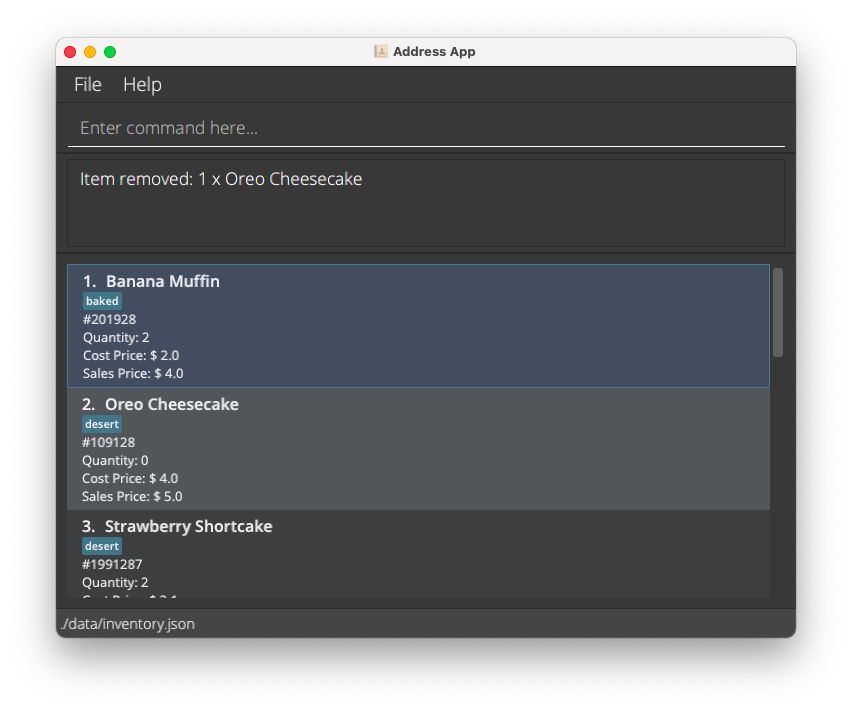 Address App
File Help
Enter command here...
Item removed: 1 x Oreo Cheesecake
1. Banana Muffin
baked
#201928
Quantity: 2
Cost Price: $ 2.0
Sales Price: $ 4.0
2. Oreo Cheesecake
desert
#109128
Quantity: 0
Cost Price: $ 4.0
Sales Price: $ 5.0
3. Strawberry Shortcake
desert
#1991287
Quantity: 2
./data/inventory.json